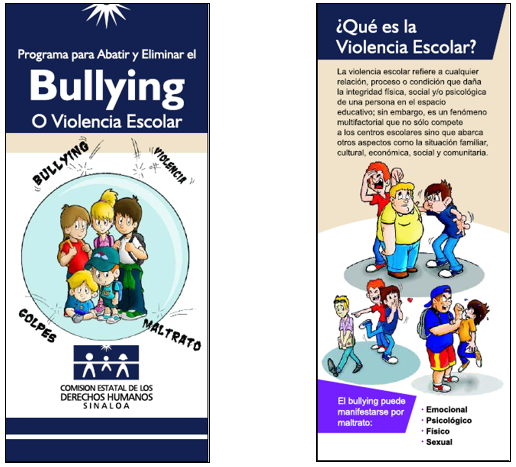 Programa para Abatir y Eliminar el
Bullying
O Violencia Escolar
BULLYING
VIOLENCIA
GOLPES
MALTRATO
COMISION ESTATAL DE LOS
DERECHOS HUMANOS
SINALOA
¿Qué es la
Violencia Escolar?
La violencia escolar refiere a cualquier
relación, proceso o condición que daña
la integridad física, social y/o psicológica
de una persona en el espacio
educativo; sin embargo, es un fenómeno
multifactorial que no sólo compete
a los centros escolares sino que abarca
otros aspectos como la situación familiar,
cultural, económica, social y comunitaria.
El bullying puede
manifestarse por
maltrato:
· Emocional
· Psicológico
· Físico
· Sexual